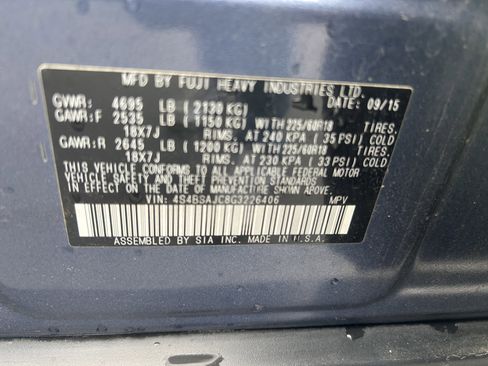 MFD BY FUJI HEAVY INDUSTRIES LTD.
GVWR: 4695 LB (2130 KG) DATE: 09/15
GAWR:F 2535 LB (1150 KG) WITH 225/60R18 TIRES.
18X7J RIMS. AT 240 KPA (35 PSI) COLD
GAWR:R 2645 LB (1200 KG) WITH 225/60R18 TIRES.
18X7J RIMS. AT 230 KPA (33 PSI) COLD
THIS VEHICLE CONFORMS TO ALL APPLICABLE FEDERAL MOTOR
VEHICLE SAFETY AND BUMPER STANDARDS IN EFFECT ON THE
DATE OF MANUFACTURE SHOWN ABOVE.
VIN: 4S4BSAJC8G3226406 MPV
ASSEMBLED BY SIA INC. MADE IN U.S.A.